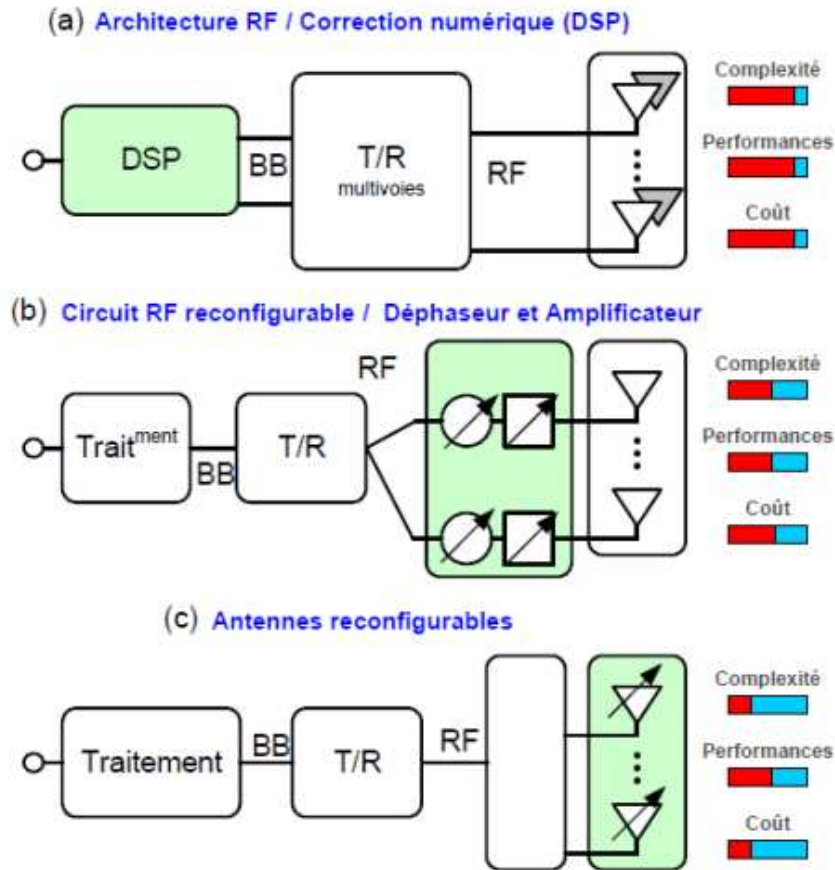 (a) Architecture RF / Correction numérique (DSP)
DSP
BB
T/R
multivoies
RF
Complexité
Performances
Coût
(b) Circuit RF reconfigurable / Déphaseur et Amplificateur
Traitment
BB
T/R
RF
Complexité
Performances
Coût
(c) Antennes reconfigurables
Traitement
BB
T/R
RF
Complexité
Performances
Coût